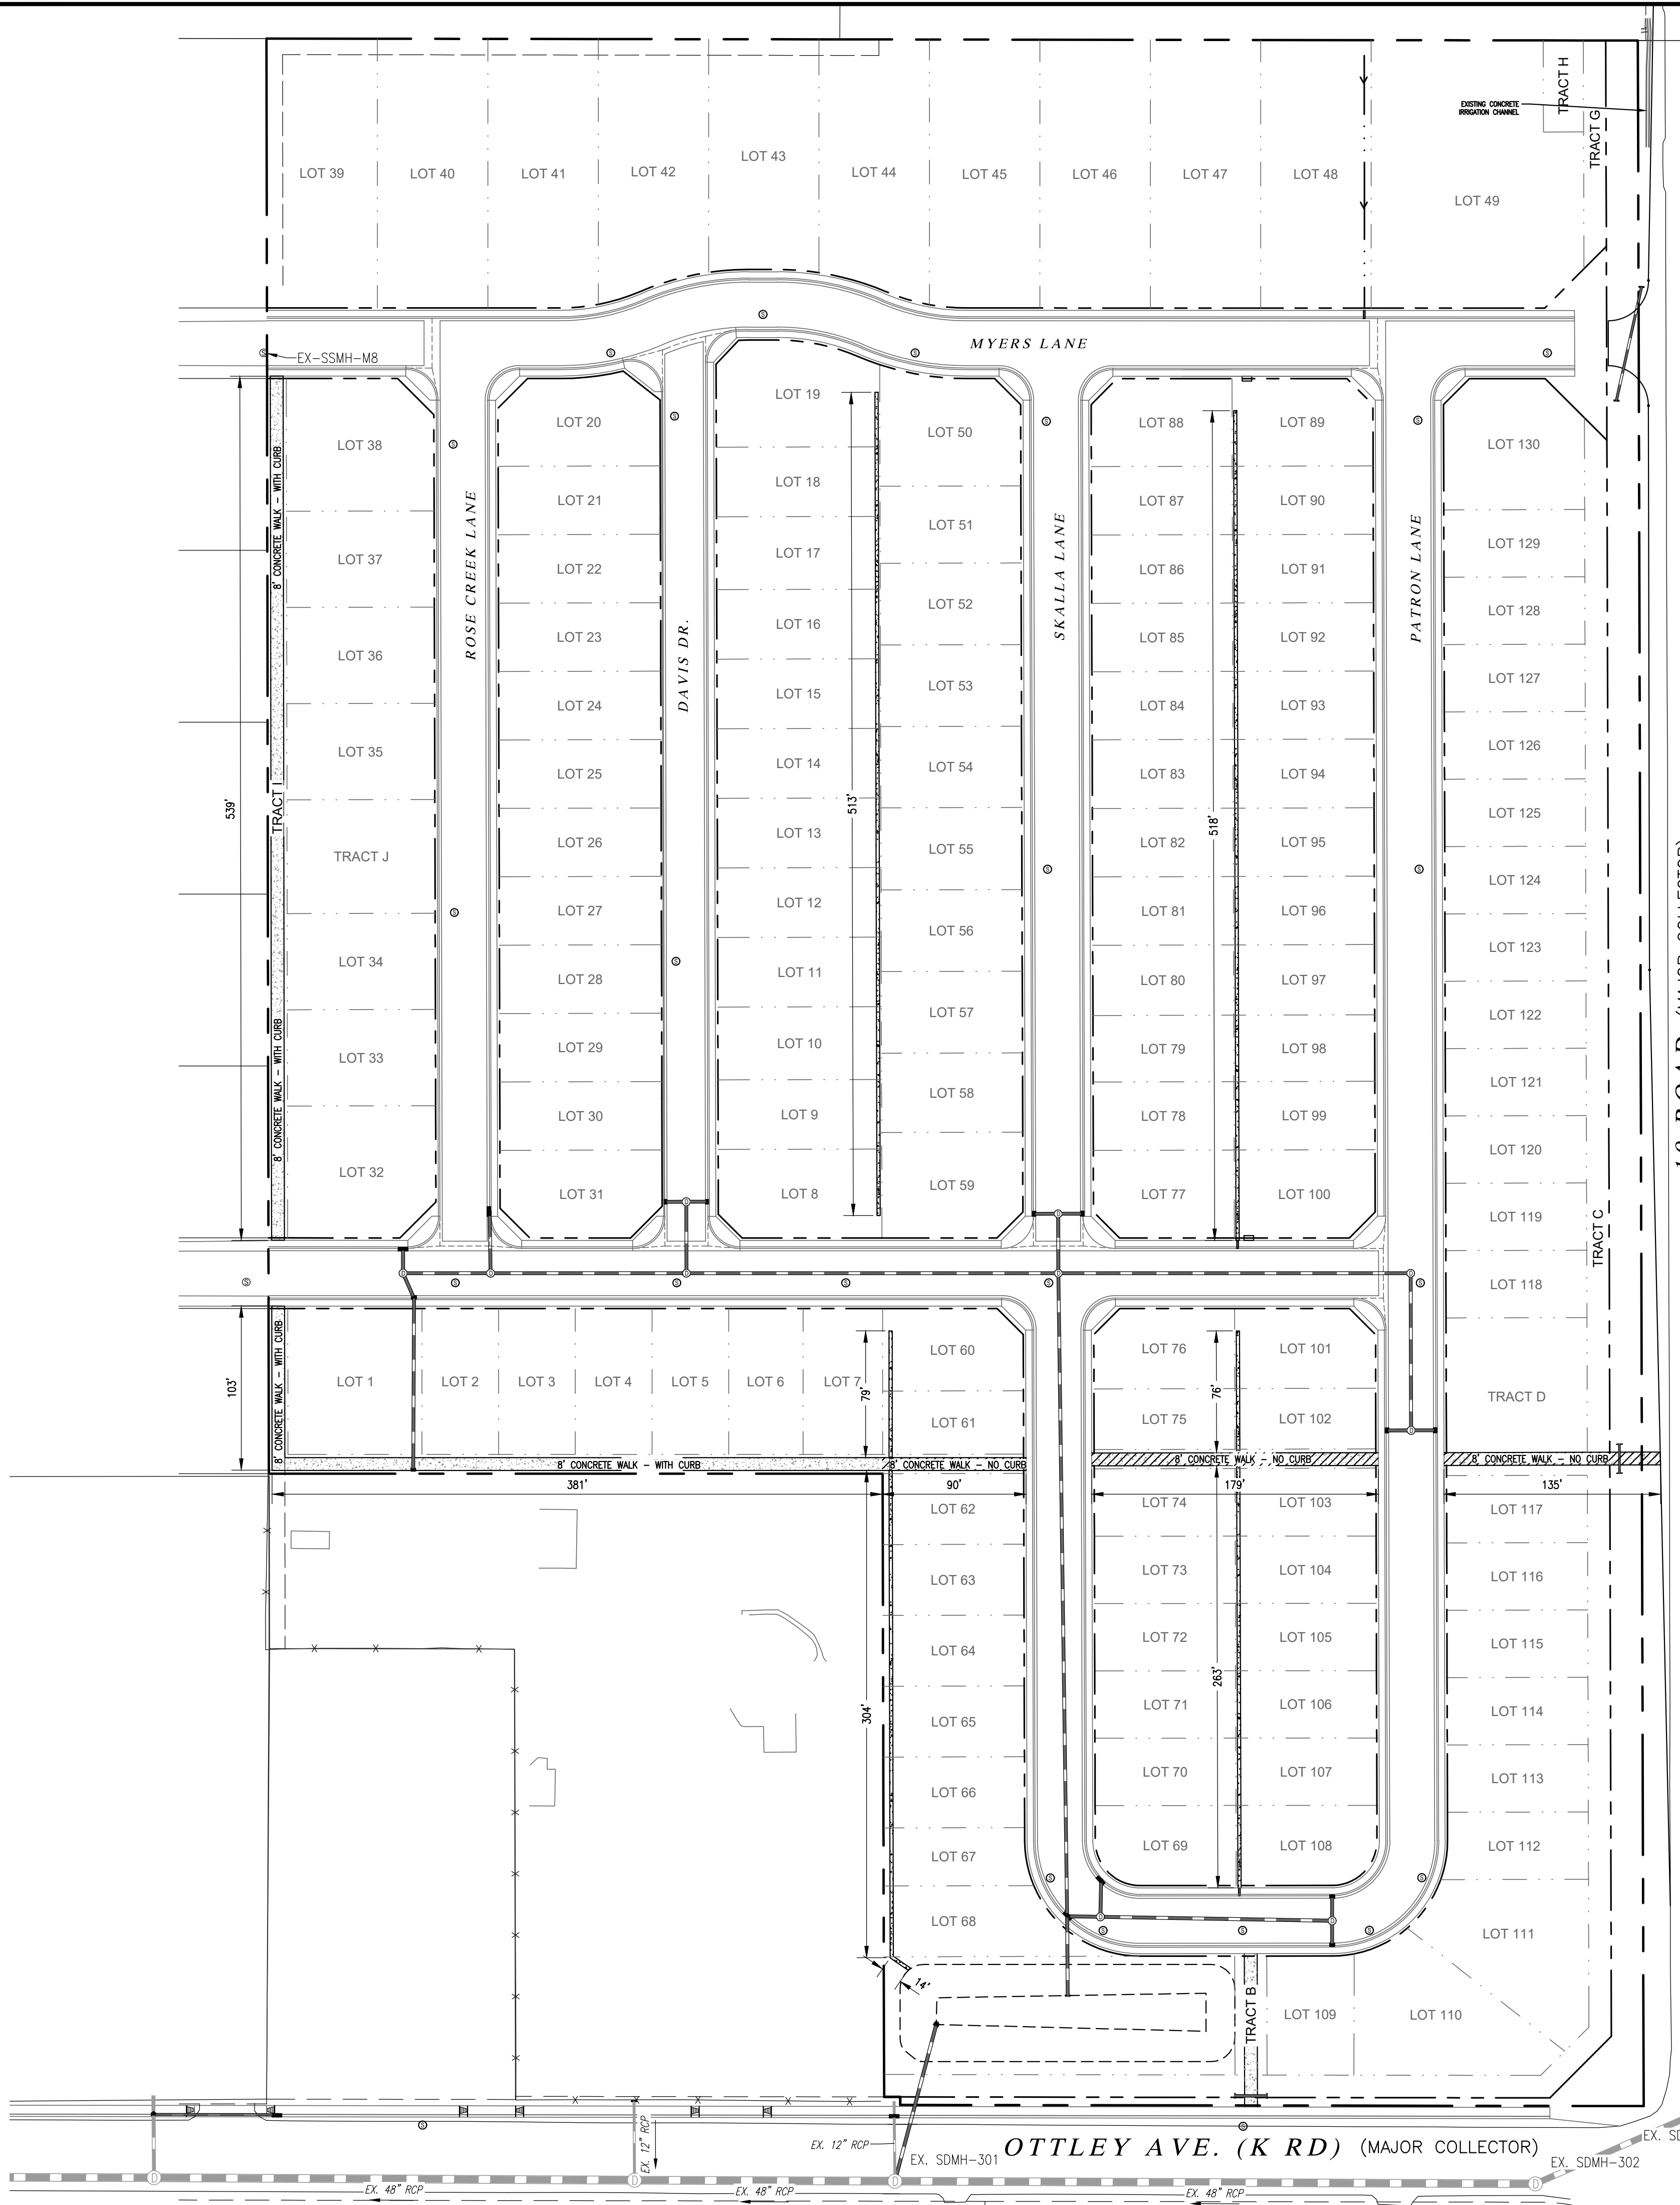 TRACT H
EXISTING CONCRETE
IRRIGATION CHANNEL
TRACT G
LOT 39
LOT 40
LOT 41
LOT 42
LOT 43
LOT 44
LOT 45
LOT 46
LOT 47
LOT 48
LOT 49
EX-SSMH-M8
MYERS LANE
LOT 38
LOT 37
LOT 36
LOT 35
TRACT J
LOT 34
LOT 33
LOT 32
8' CONCRETE WALK - WITH CURB
TRACT I
8' CONCRETE WALK - WITH CURB
539'
ROSE CREEK LANE
LOT 20
LOT 21
LOT 22
LOT 23
LOT 24
LOT 25
LOT 26
LOT 27
LOT 28
LOT 29
LOT 30
LOT 31
DAVIS DR.
LOT 19
LOT 18
LOT 17
LOT 16
LOT 15
LOT 14
LOT 13
LOT 12
LOT 11
LOT 10
LOT 9
LOT 8
513'
LOT 50
LOT 51
LOT 52
LOT 53
LOT 54
LOT 55
LOT 56
LOT 57
LOT 58
LOT 59
SKALLA LANE
LOT 88
LOT 87
LOT 86
LOT 85
LOT 84
LOT 83
LOT 82
LOT 81
LOT 80
LOT 79
LOT 78
LOT 77
518'
LOT 89
LOT 90
LOT 91
LOT 92
LOT 93
LOT 94
LOT 95
LOT 96
LOT 97
LOT 98
LOT 99
LOT 100
PATRON LANE
LOT 130
LOT 129
LOT 128
LOT 127
LOT 126
LOT 125
LOT 124
LOT 123
LOT 122
LOT 121
LOT 120
LOT 119
LOT 118
TRACT D
TRACT C
103'
8' CONCRETE WALK - WITH CURB
LOT 1
LOT 2
LOT 3
LOT 4
LOT 5
LOT 6
LOT 7
79'
LOT 60
LOT 61
LOT 76
LOT 75
76'
LOT 101
LOT 102
8' CONCRETE WALK - WITH CURB
8' CONCRETE WALK - NO CURB
8' CONCRETE WALK - NO CURB
8' CONCRETE WALK - NO CURB
381'
90'
179'
135'
LOT 62
LOT 63
LOT 64
LOT 65
LOT 66
LOT 67
LOT 68
304'
14'
LOT 74
LOT 73
LOT 72
LOT 71
LOT 70
LOT 69
263'
LOT 103
LOT 104
LOT 105
LOT 106
LOT 107
LOT 108
LOT 117
LOT 116
LOT 115
LOT 114
LOT 113
LOT 112
LOT 111
TRACT B
LOT 109
LOT 110
EX. 12" RCP
EX. 12" RCP
EX. SDMH-301
OTTLEY AVE. (K RD) (MAJOR COLLECTOR)
EX. SDMH-302
EX. 48" RCP
EX. 48" RCP
EX. 48" RCP